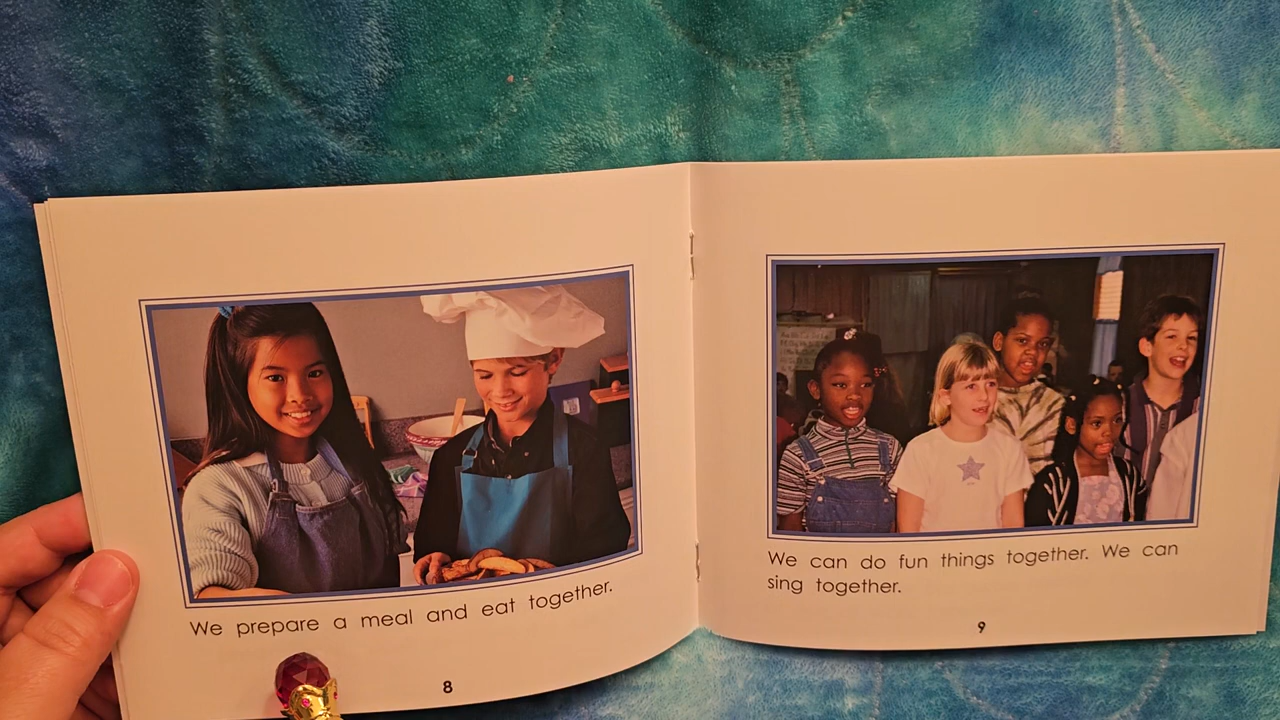 We prepare a meal and eat together.
8
We can do fun things together. We can
sing together.
9